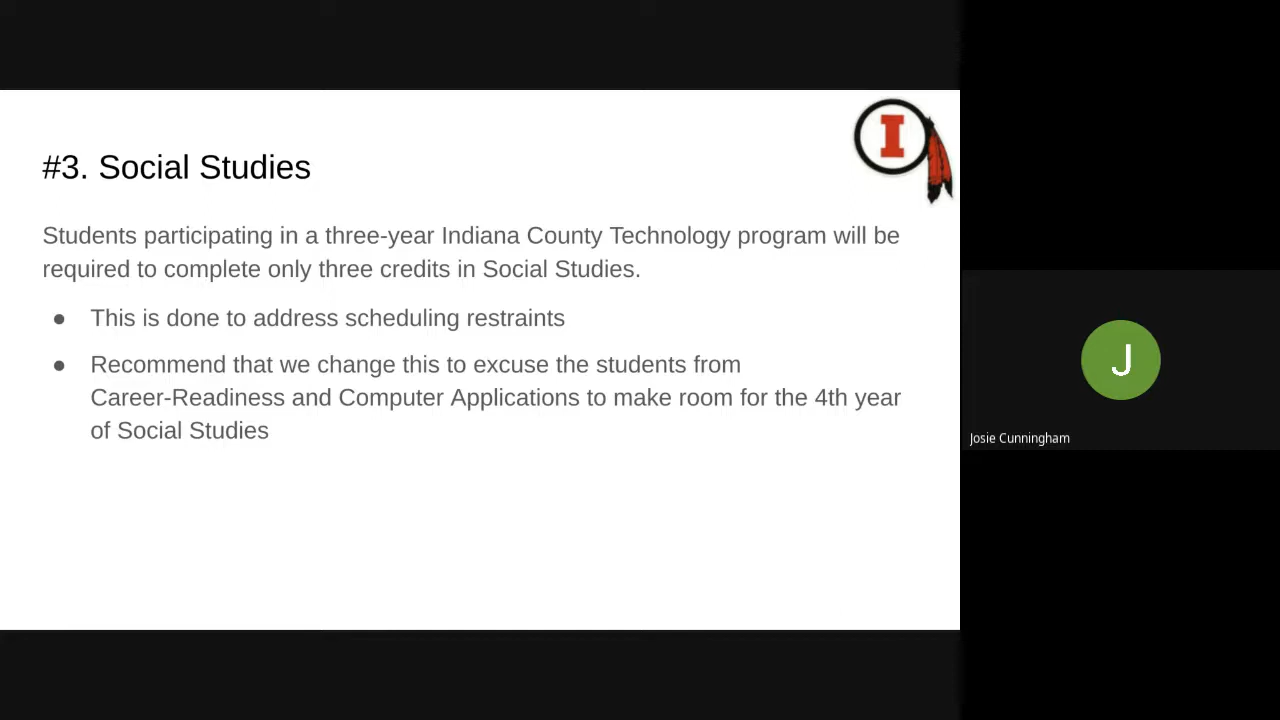 I
#3. Social Studies
Students participating in a three-year Indiana County Technology program will be
required to complete only three credits in Social Studies.
● This is done to address scheduling restraints
● Recommend that we change this to excuse the students from
Career-Readiness and Computer Applications to make room for the 4th year
of Social Studies
J
Josie Cunningham